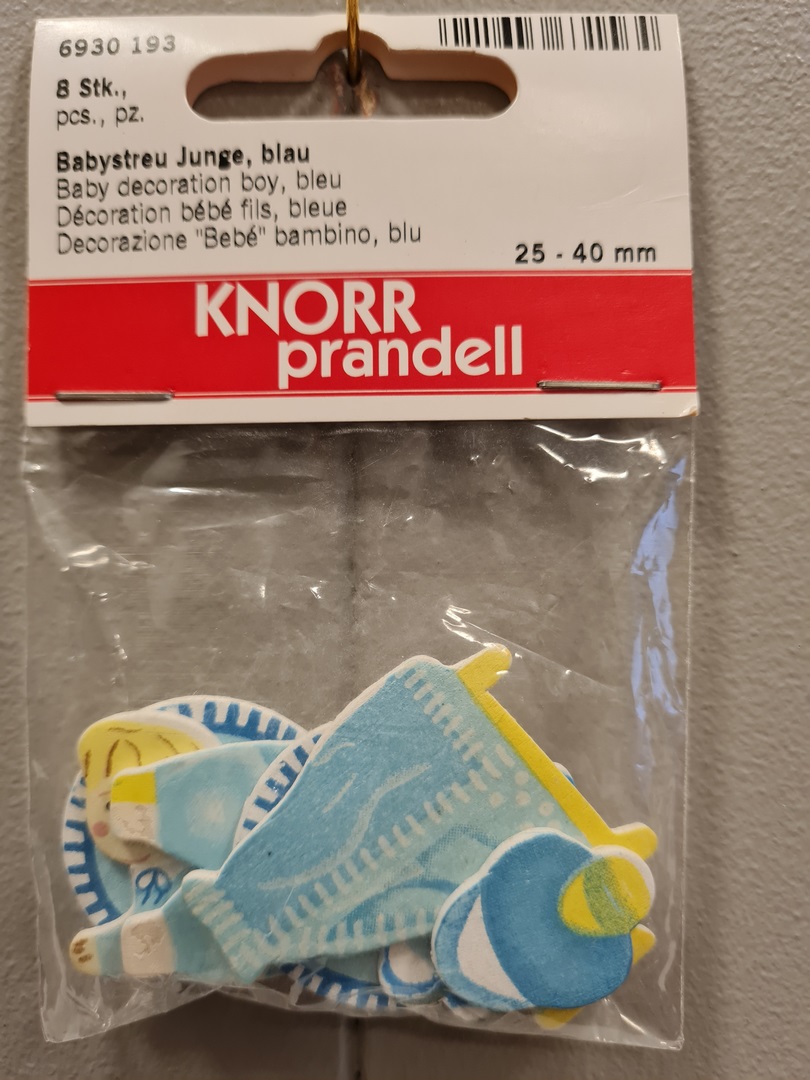 6930 193
8 Stk.,
pcs., pz.
Babystreu Junge, blau
Baby decoration boy, bleu
Décoration bébé fils, bleue
Decorazione "Bebé" bambino, blu
25 - 40 mm
KNORR
prandell